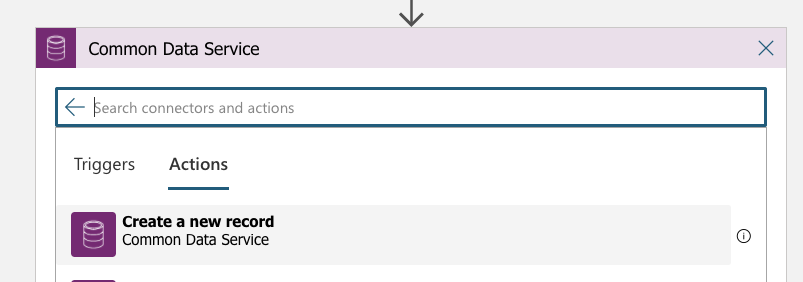 Common Data Service
Search connectors and actions
Triggers Actions
Create a new record
Common Data Service